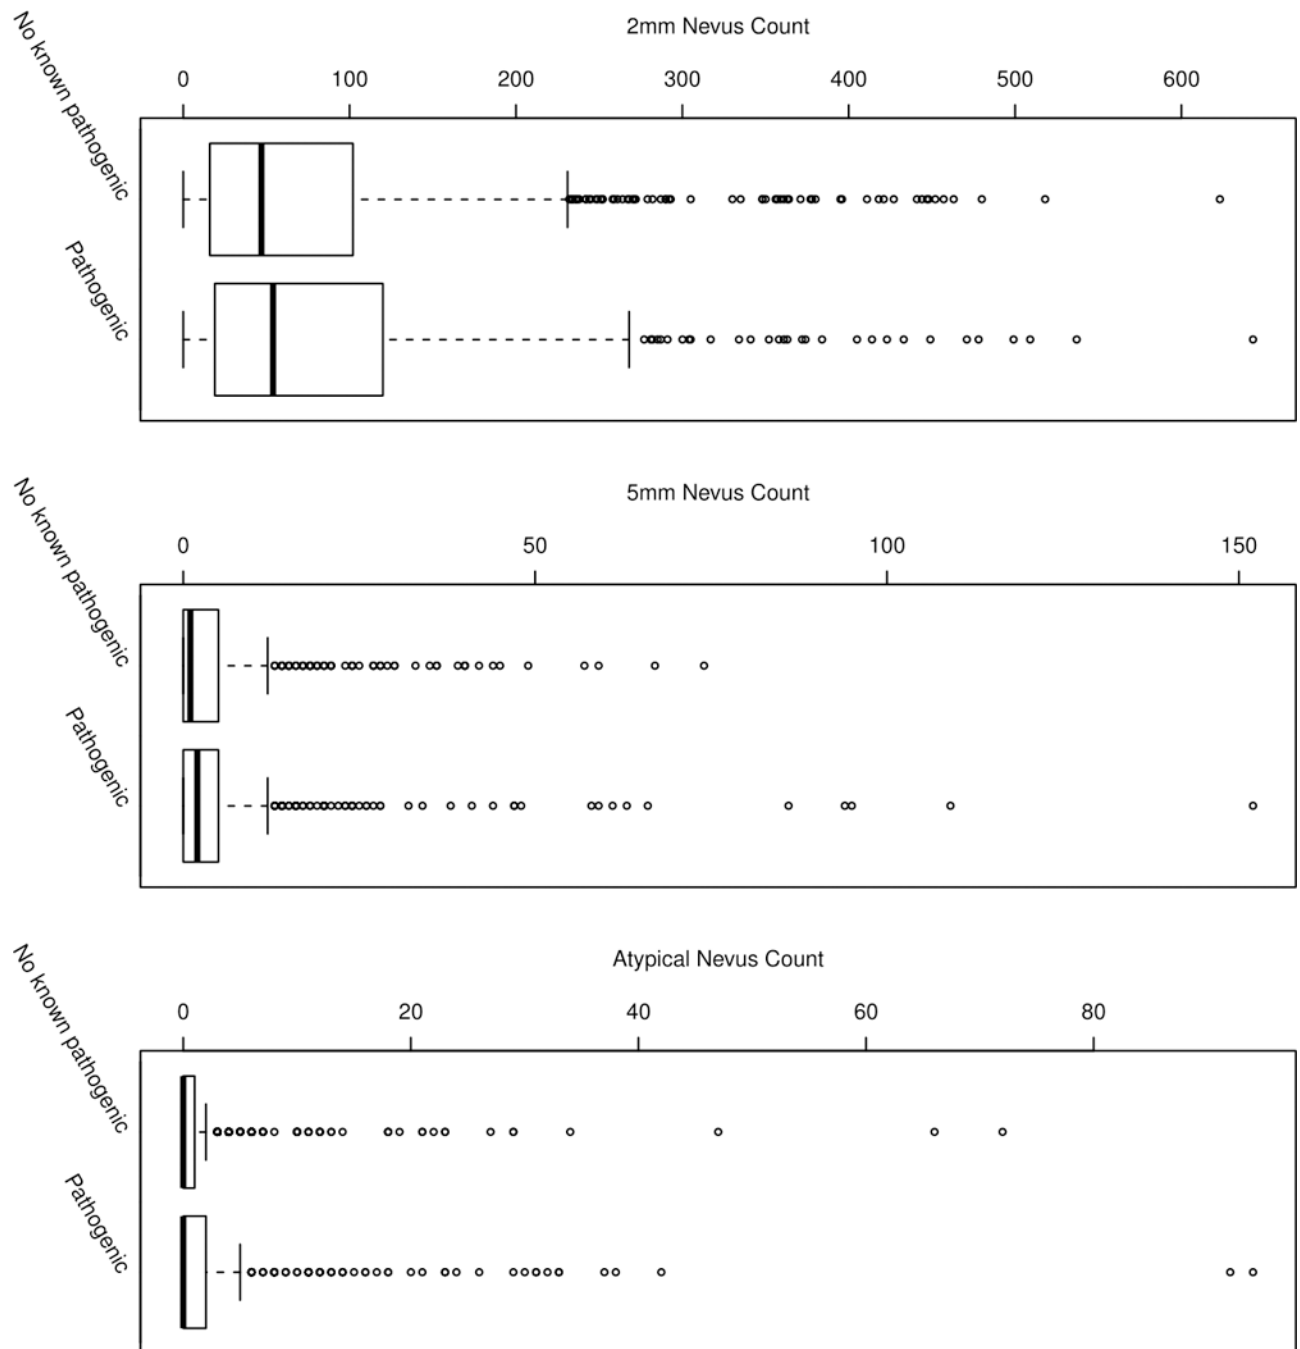 2mm Nevus Count
0 100 200 300 400 500 600
No known pathogenic
Pathogenic
5mm Nevus Count
0 50 100 150
No known pathogenic
Pathogenic
Atypical Nevus Count
0 20 40 60 80
No known pathogenic
Pathogenic